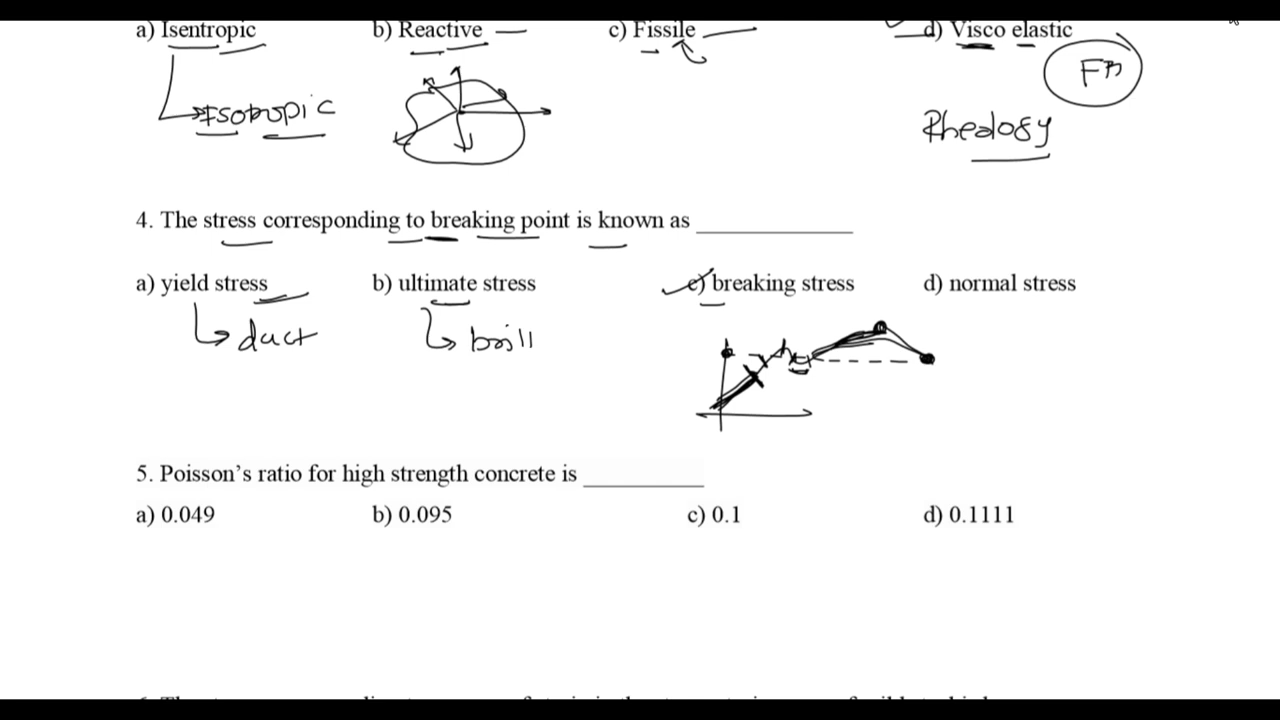 a) Isentropic b) Reactive c) Fissile d) Visco elastic
Isotropic
Rheology
4. The stress corresponding to breaking point is known as ______________
a) yield stress b) ultimate stress c) breaking stress d) normal stress
duct
5. Poisson’s ratio for high strength concrete is ___________
a) 0.049 b) 0.095 c) 0.1 d) 0.1111